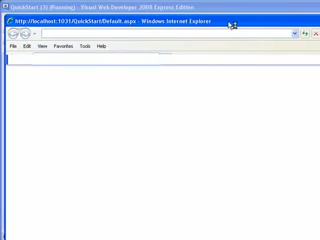 QuickStart (3) (Running) - Visual Web Developer 2008 Express Edition
http://localhost:1031/QuickStart/Default.aspx - Windows Internet Explorer
File Edit View Favorites Tools Help